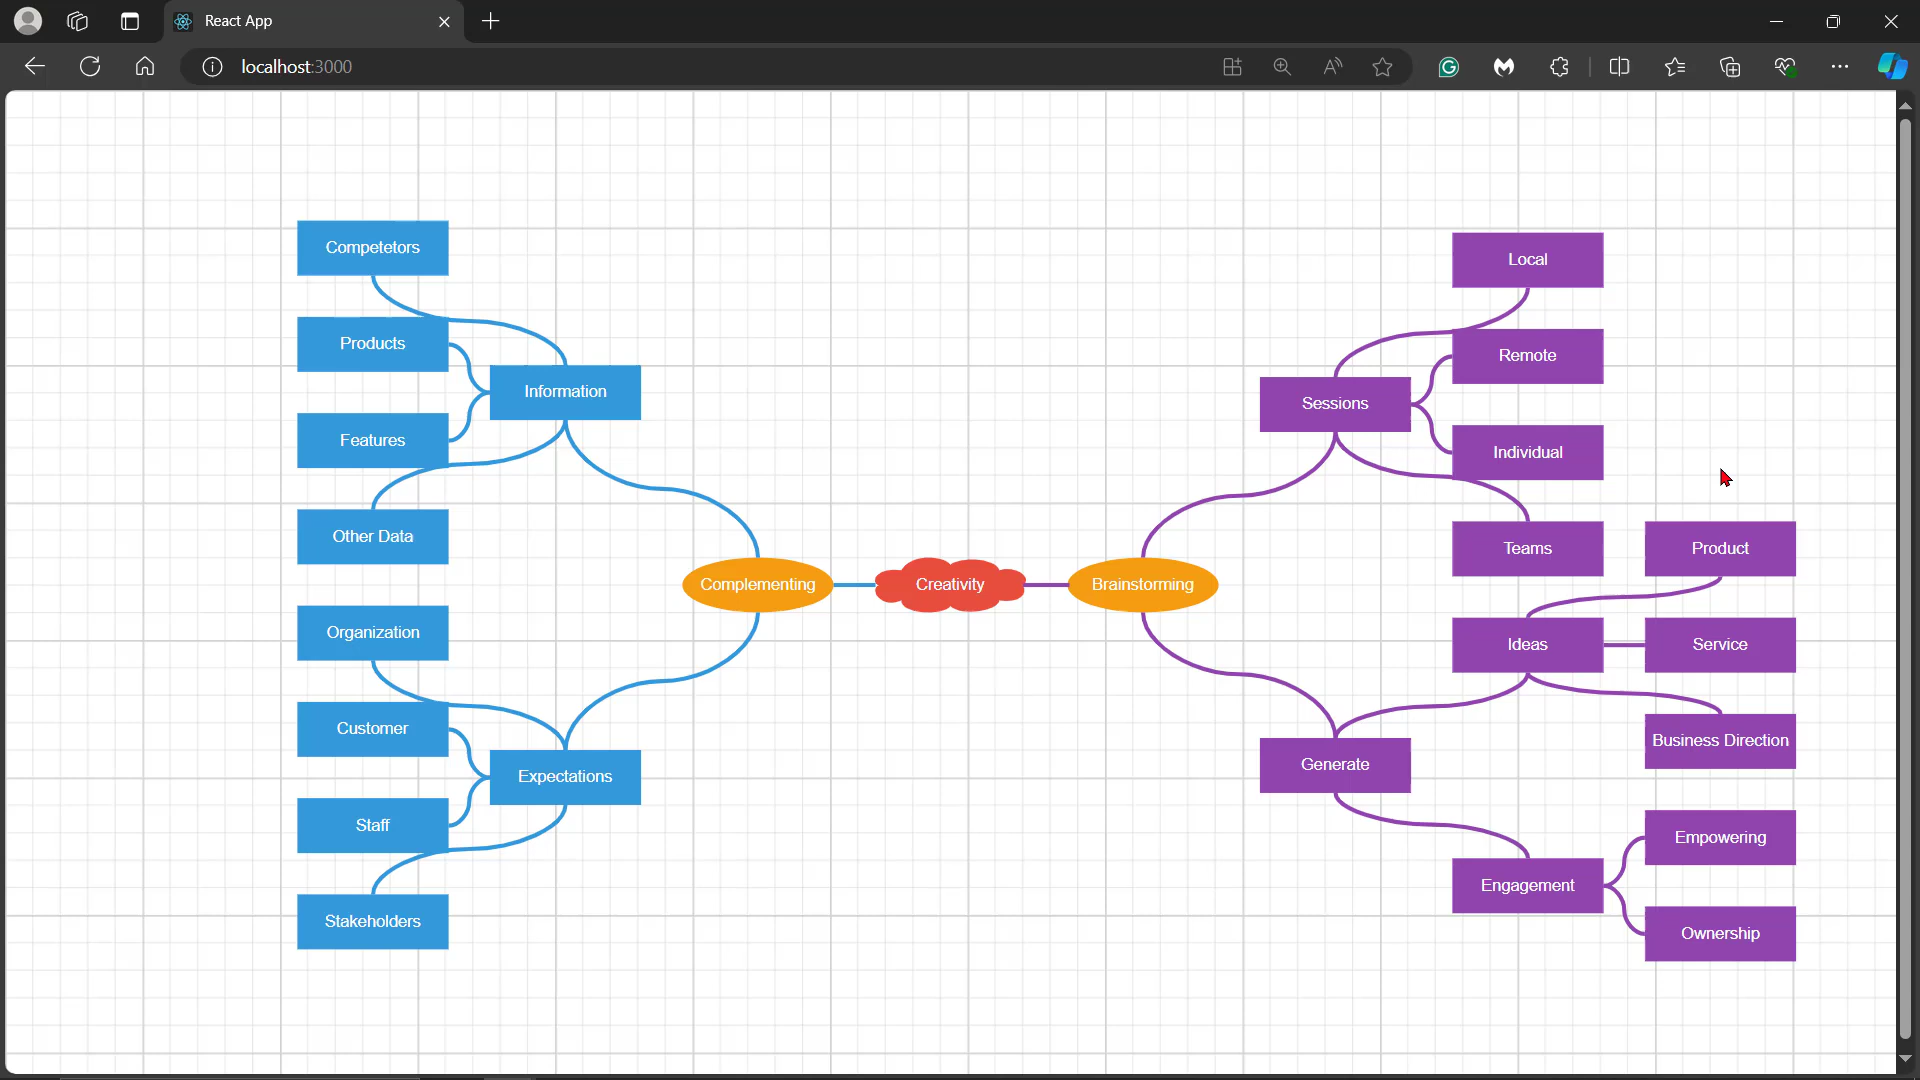 React App
localhost:3000
Competetors
Products
Features
Other Data
Information
Organization
Customer
Staff
Stakeholders
Expectations
Complementing
Creativity
Brainstorming
Sessions
Local
Remote
Individual
Teams
Generate
Ideas
Product
Service
Business Direction
Engagement
Empowering
Ownership